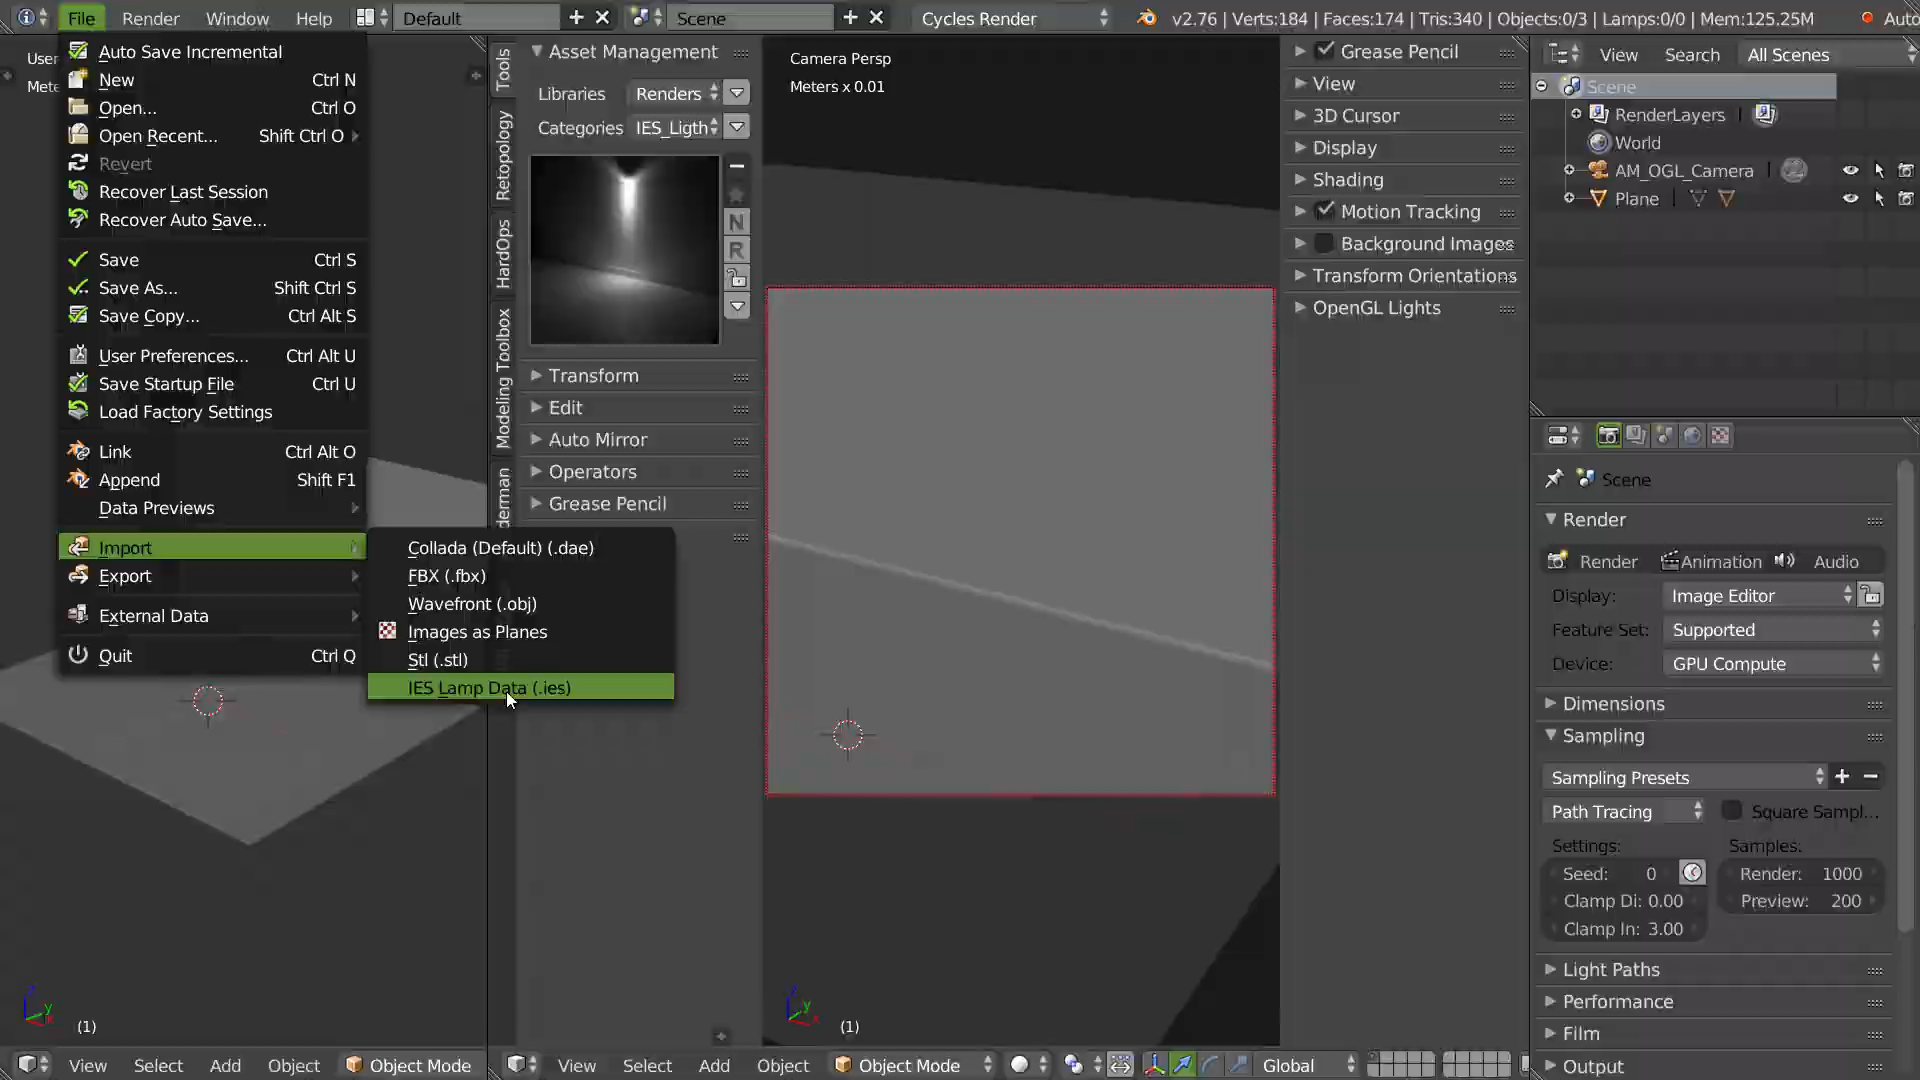 File Render Window Help Default Scene Cycles Render v2.76 | Verts:184 | Faces:174 | Tris:340 | Objects:0/3 | Lamps:0/0 | Mem:125.25M Auto
User
Mete
Auto Save Incremental
New Ctrl N
Open... Ctrl O
Open Recent... Shift Ctrl O
Revert
Recover Last Session
Recover Auto Save...
Save Ctrl S
Save As... Shift Ctrl S
Save Copy... Ctrl Alt S
User Preferences... Ctrl Alt U
Save Startup File Ctrl U
Load Factory Settings
Link Ctrl Alt O
Append Shift F1
Data Previews
Import
Export
External Data
Quit Ctrl Q
Collada (Default) (.dae)
FBX (.fbx)
Wavefront (.obj)
Images as Planes
Stl (.stl)
IES Lamp Data (.ies)
Tools
Retopology
HardOps
Modeling Toolbox
derman
Asset Management
Libraries Renders
Categories IES_Ligth
N
R
Transform
Edit
Auto Mirror
Operators
Grease Pencil
Camera Persp
Meters x 0.01
Grease Pencil
View
3D Cursor
Display
Shading
Motion Tracking
Background Images
Transform Orientations
OpenGL Lights
View Search All Scenes
Scene
RenderLayers
World
AM_OGL_Camera
Plane
Scene
Render
Render Animation Audio
Display: Image Editor
Feature Set: Supported
Device: GPU Compute
Dimensions
Sampling
Sampling Presets
Path Tracing Square Sampl...
Settings: Samples:
Seed: 0 Render: 1000
Clamp Di: 0.00 Preview: 200
Clamp In: 3.00
Light Paths
Performance
Film
Output
Z Y X
(1)
Z Y X
(1)
View Select Add Object Object Mode
View Select Add Object Object Mode Global